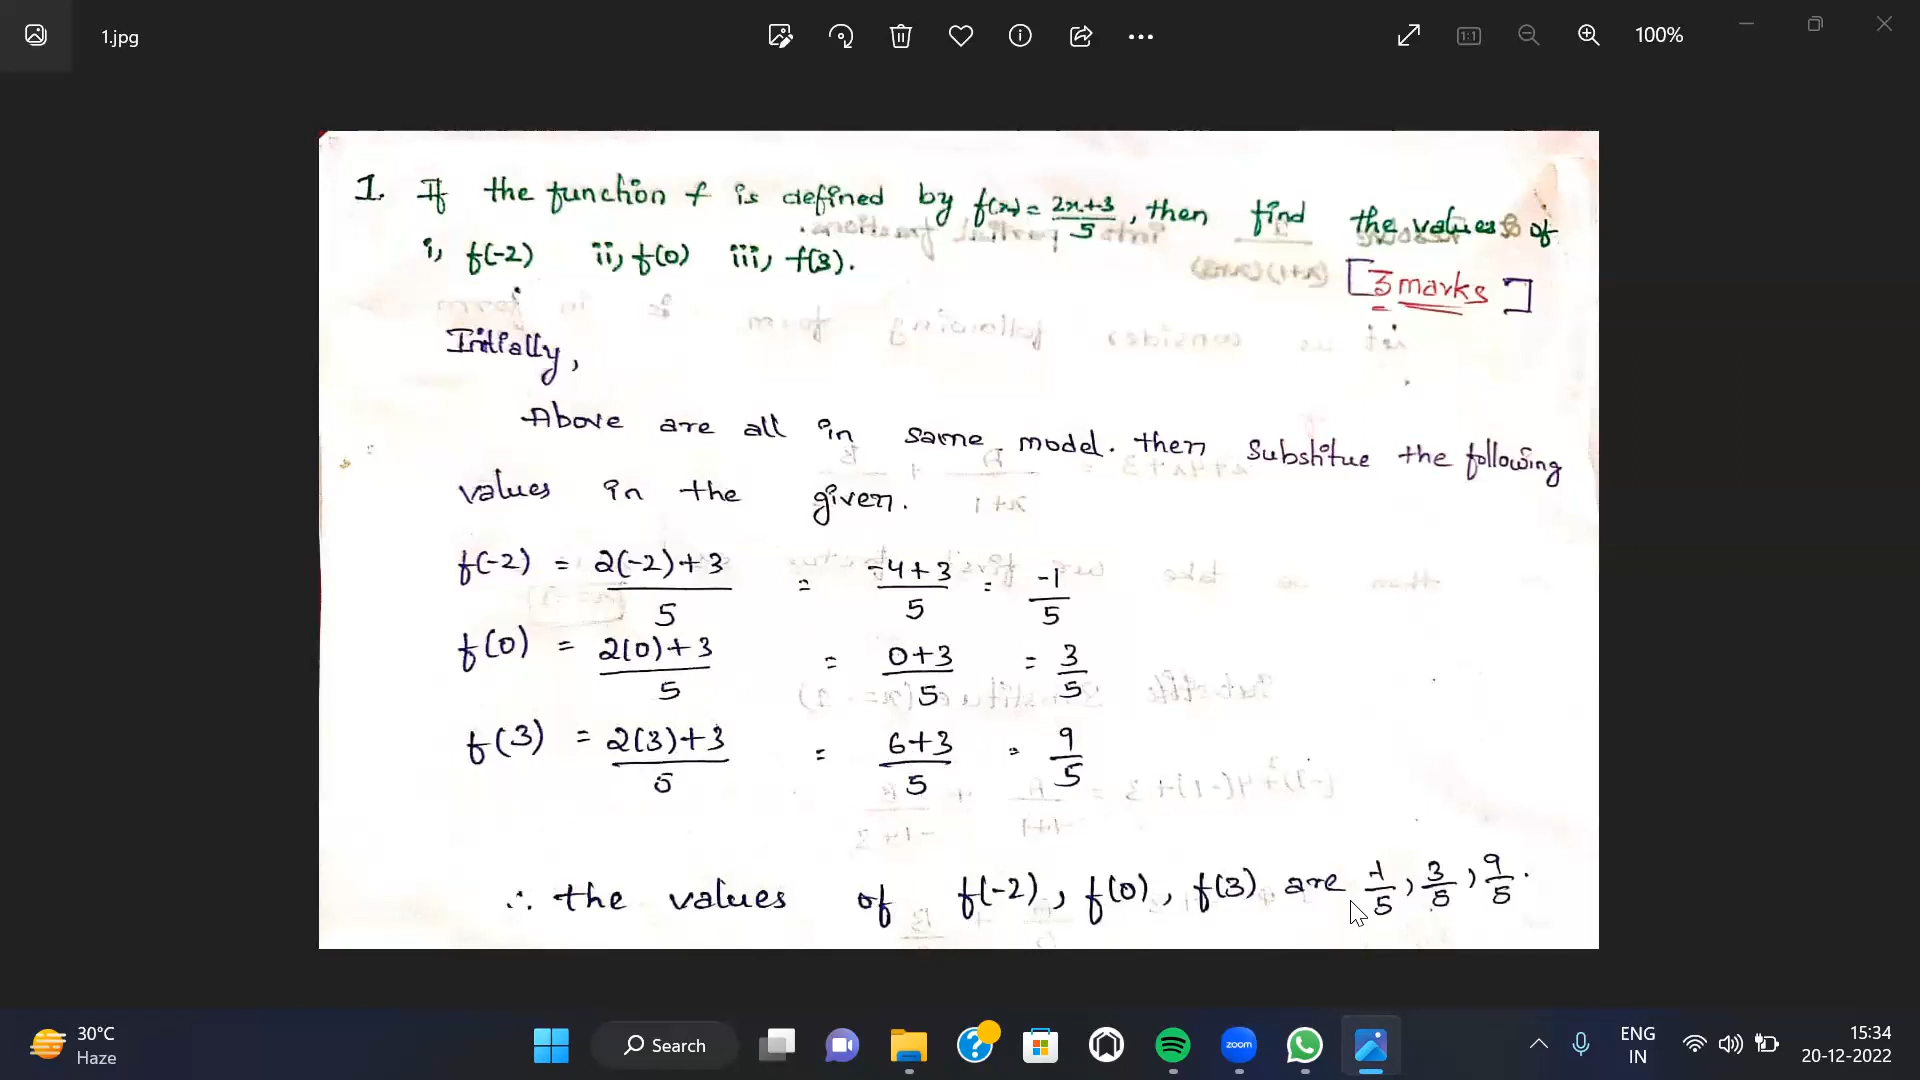 1.jpg
100%
1. If the function f is defined by f(x) = 2x+3/5, then find the values of
i, f(-2) ii, f(0) iii, f(3).
[3 marks]
Initially,
Above are all in same model. then substitue the following
values in the given.
f(-2) = 2(-2)+3/5 = -4+3/5 = -1/5
f(0) = 2(0)+3/5 = 0+3/5 = 3/5
f(3) = 2(3)+3/5 = 6+3/5 = 9/5
∴ the values of f(-2), f(0), f(3) are -1/5, 3/5, 9/5.
30°C
Haze
Search
zoom
ENG
IN
15:34
20-12-2022